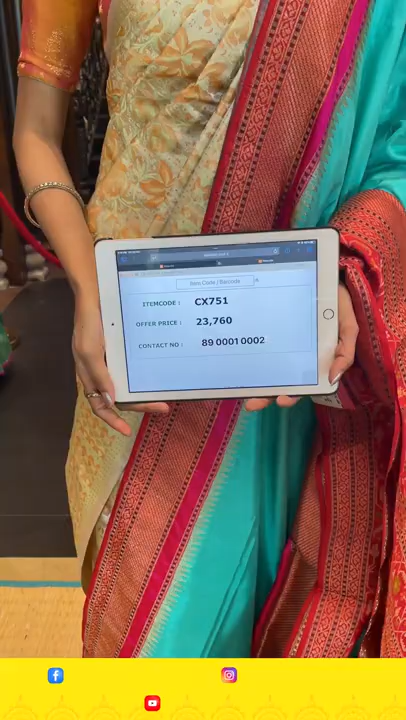 Item Code / Barcode
ITEMCODE : CX751
OFFER PRICE : 23,760
CONTACT NO : 89 0001 0002